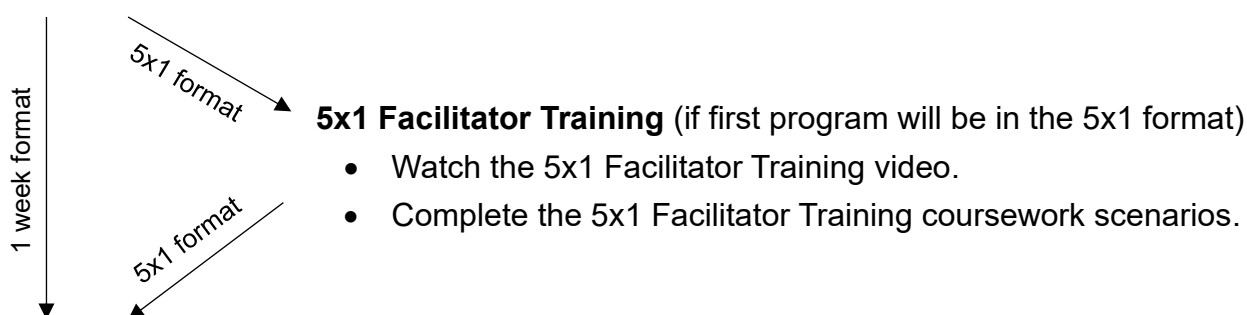 5x1 format
1 week format
5x1 Facilitator Training (if first program will be in the 5x1 format)
• Watch the 5x1 Facilitator Training video.
• Complete the 5x1 Facilitator Training coursework scenarios.
5x1 format